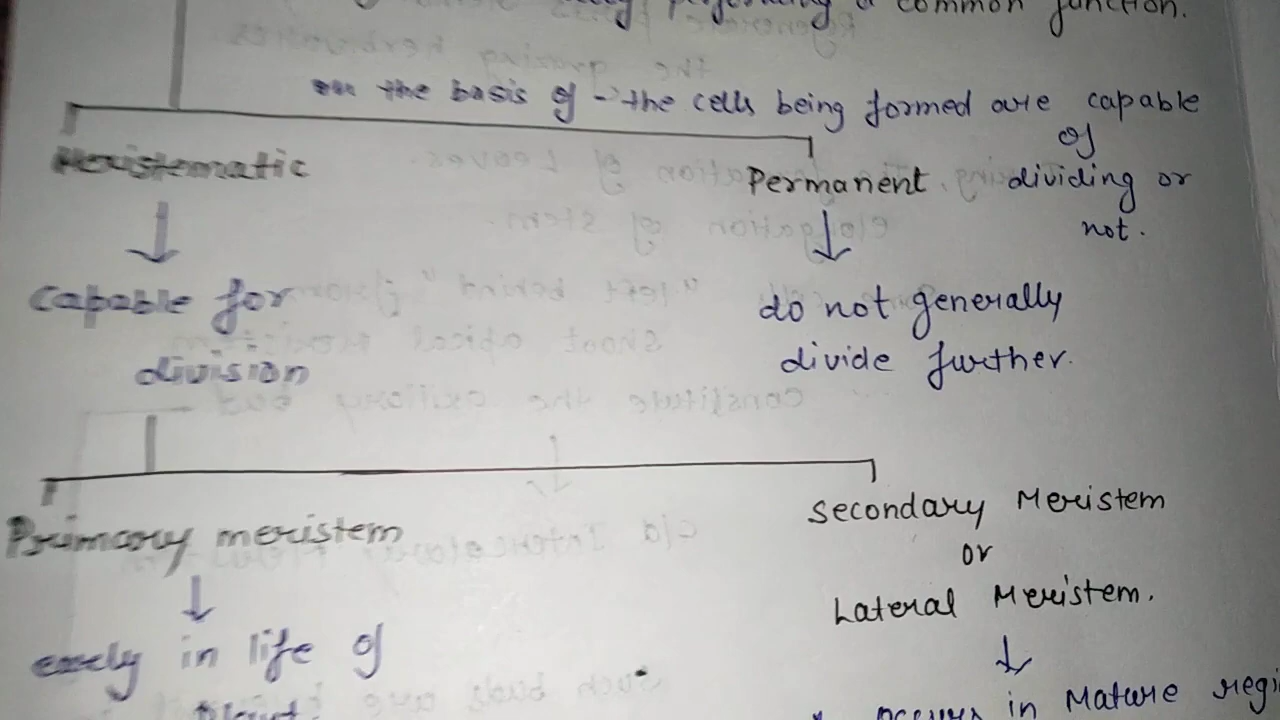 a common function.
on the basis of - the cells being formed are capable
of
Meristematic
Permanent
dividing or
not.
↓
↓
Capable for
do not generally
division
divide further.
Primary meristem
Secondary Meristem
or
Lateral Meristem.
↓
↓
early in life of
plant.
occurs in Mature regi